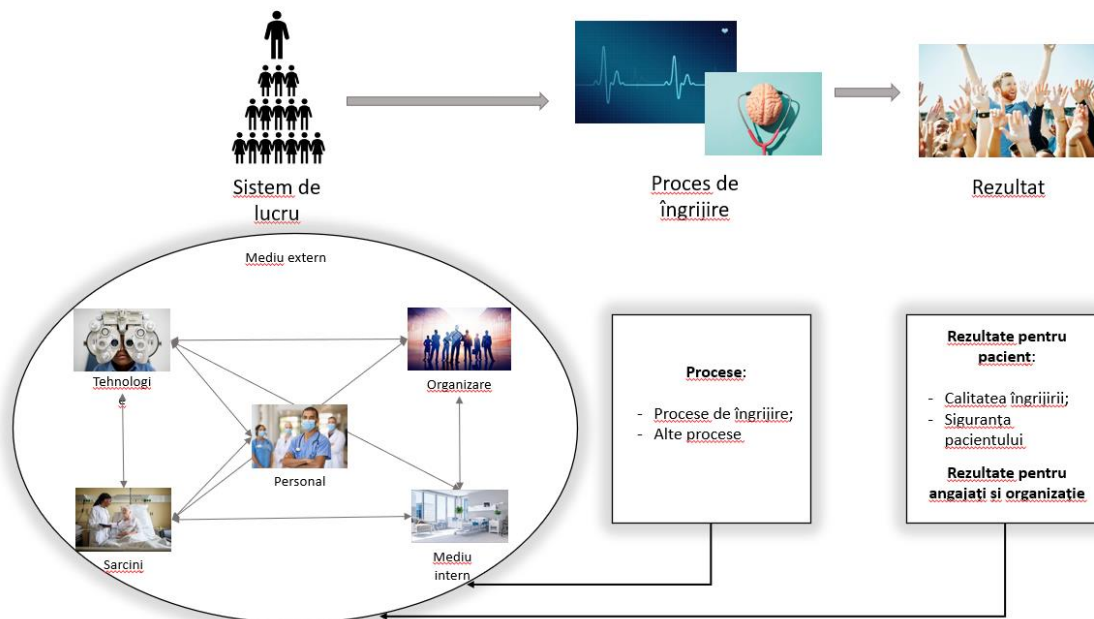 Sistem de
lucru
Proces de
îngrijire
Rezultat
Mediu extern
Tehnologi
e
Organizare
Personal
Sarcini
Mediu
intern
Procese:
- Procese de îngrijire;
- Alte procese
Rezultate pentru
pacient:
- Calitatea îngrijirii;
- Siguranța
pacientului
Rezultate pentru
angajați si organizație